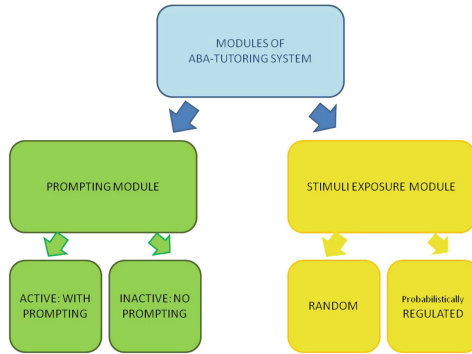 MODULES OF
ABA-TUTORING SYSTEM
PROMPTING MODULE
STIMULI EXPOSURE MODULE
ACTIVE: WITH
PROMPTING
INACTIVE: NO
PROMPTING
RANDOM
Probabilistically
REGULATED